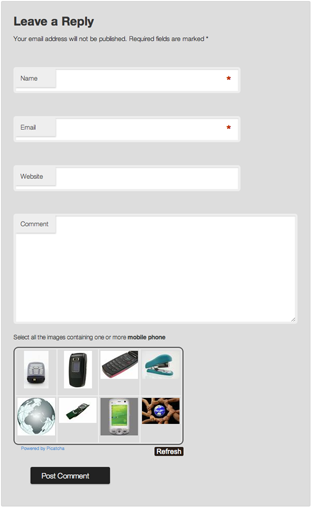 Leave a Reply
Your email address will not be published. Required fields are marked *
Name *
Email *
Website
Comment
Select all the images containing one or more mobile phone
Powered by Picatcha
Refresh
Post Comment